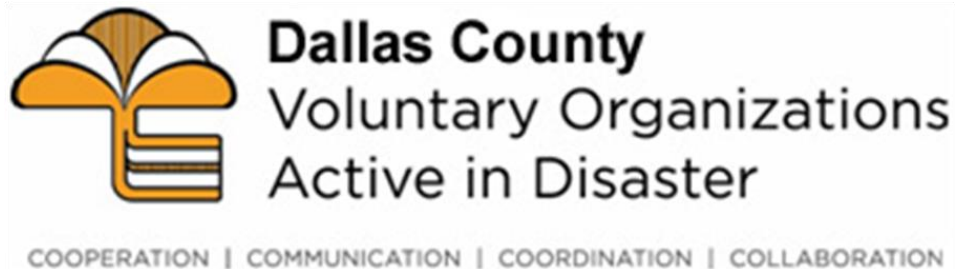 Dallas County
Voluntary Organizations
Active in Disaster
COOPERATION | COMMUNICATION | COORDINATION | COLLABORATION